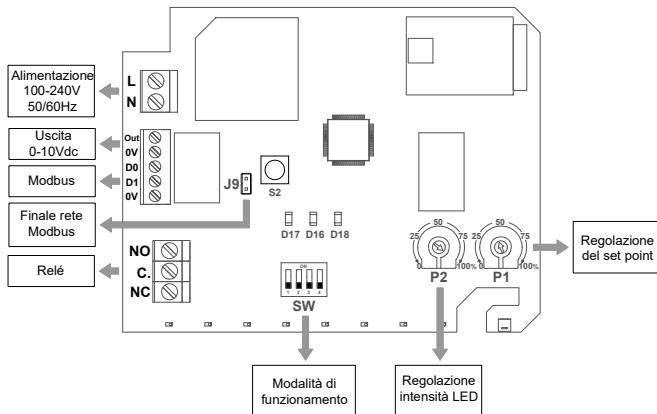 Alimentazione
100-240V
50/60Hz
L
N
Uscita
0-10Vdc
Out
0V
D0
D1
0V
Modbus
J9
S2
Finale rete
Modbus
D17 D16 D18
Relé
NO
C.
NC
ON
1 2 3 4
SW
0 25 50 75 100%
P2
0 25 50 75 100%
P1
Regolazione
del set point
Modalità di
funzionamento
Regolazione
intensità LED